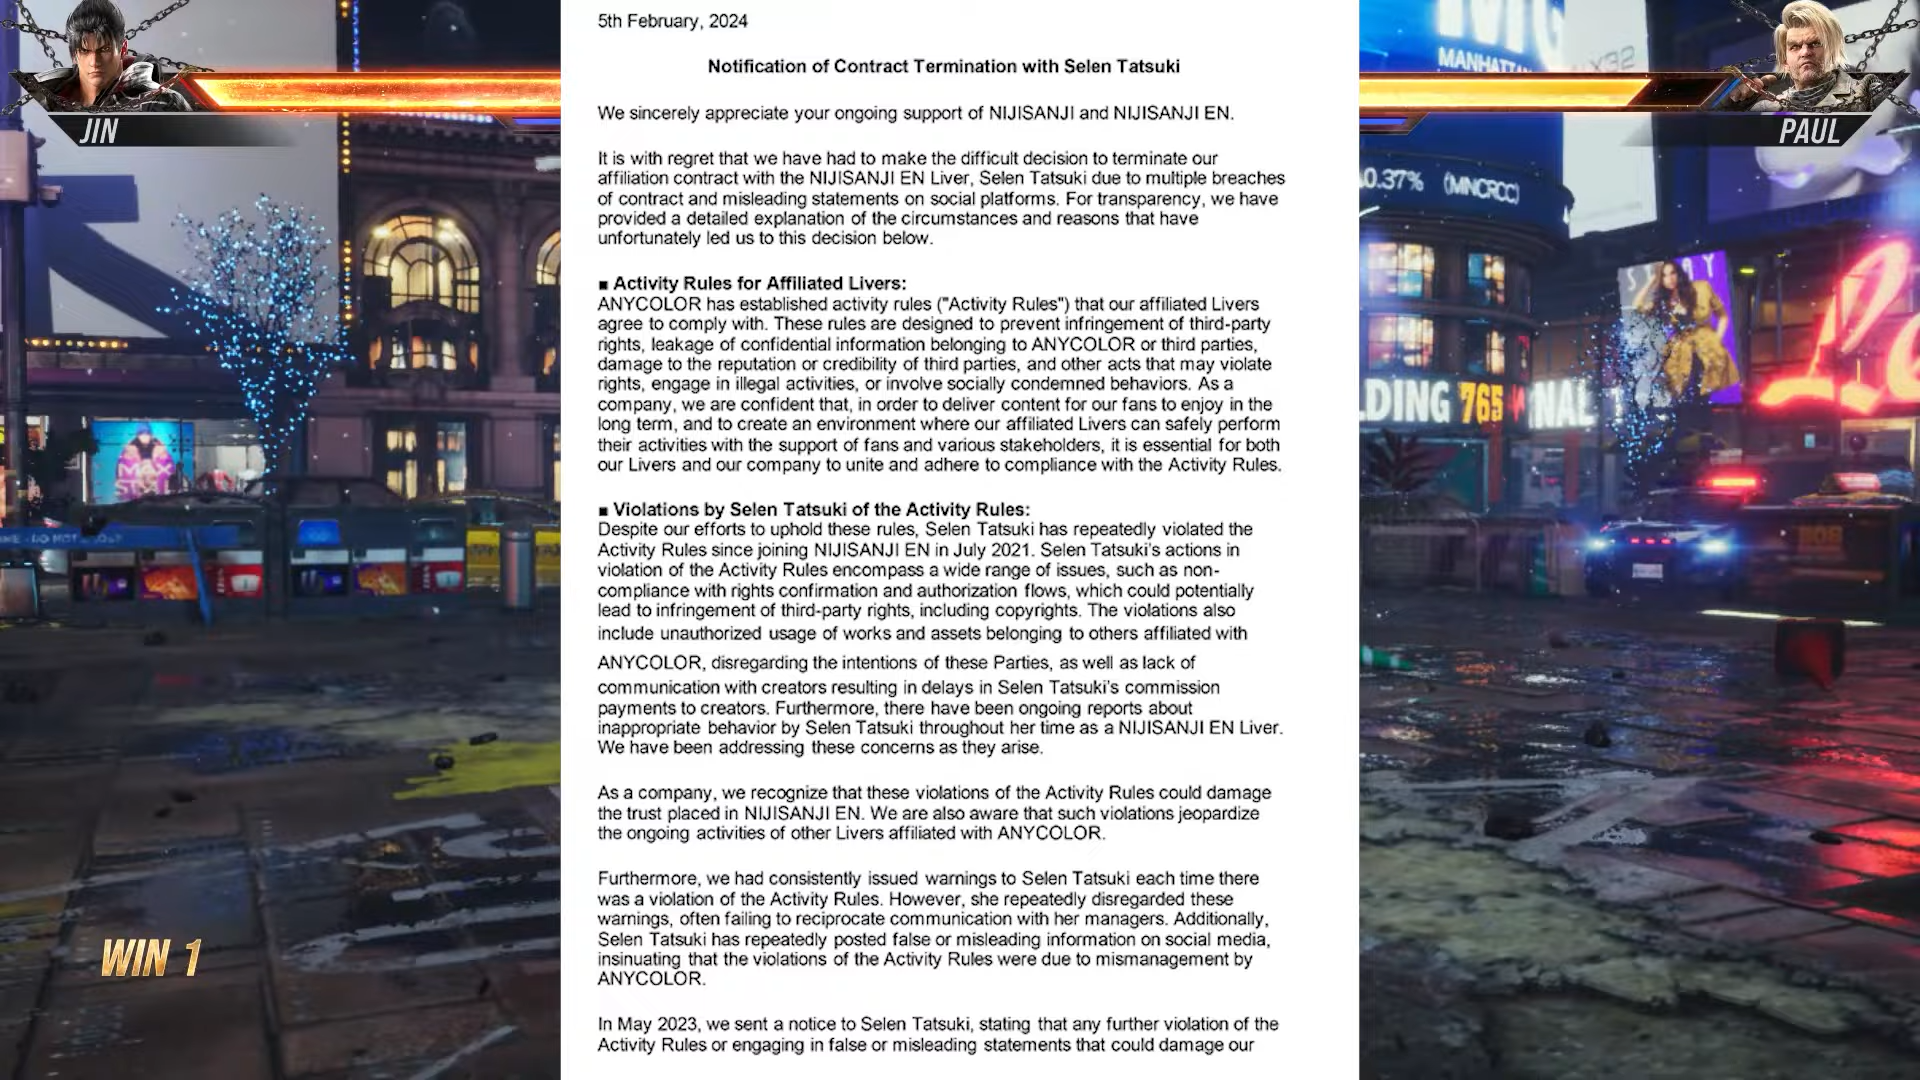 5th February, 2024
Notification of Contract Termination with Selen Tatsuki
We sincerely appreciate your ongoing support of NIJISANJI and NIJISANJI EN.
It is with regret that we have had to make the difficult decision to terminate our
affiliation contract with the NIJISANJI EN Liver, Selen Tatsuki due to multiple breaches
of contract and misleading statements on social platforms. For transparency, we have
provided a detailed explanation of the circumstances and reasons that have
unfortunately led us to this decision below.
■ Activity Rules for Affiliated Livers:
ANYCOLOR has established activity rules ("Activity Rules") that our affiliated Livers
agree to comply with. These rules are designed to prevent infringement of third-party
rights, leakage of confidential information belonging to ANYCOLOR or third parties,
damage to the reputation or credibility of third parties, and other acts that may violate
rights, engage in illegal activities, or involve socially condemned behaviors. As a
company, we are confident that, in order to deliver content for our fans to enjoy in the
long term, and to create an environment where our affiliated Livers can safely perform
their activities with the support of fans and various stakeholders, it is essential for both
our Livers and our company to unite and adhere to compliance with the Activity Rules.
■ Violations by Selen Tatsuki of the Activity Rules:
Despite our efforts to uphold these rules, Selen Tatsuki has repeatedly violated the
Activity Rules since joining NIJISANJI EN in July 2021. Selen Tatsuki's actions in
violation of the Activity Rules encompass a wide range of issues, such as non-
compliance with rights confirmation and authorization flows, which could potentially
lead to infringement of third-party rights, including copyrights. The violations also
include unauthorized usage of works and assets belonging to others affiliated with
ANYCOLOR, disregarding the intentions of these Parties, as well as lack of
communication with creators resulting in delays in Selen Tatsuki's commission
payments to creators. Furthermore, there have been ongoing reports about
inappropriate behavior by Selen Tatsuki throughout her time as a NIJISANJI EN Liver.
We have been addressing these concerns as they arise.
As a company, we recognize that these violations of the Activity Rules could damage
the trust placed in NIJISANJI EN. We are also aware that such violations jeopardize
the ongoing activities of other Livers affiliated with ANYCOLOR.
Furthermore, we had consistently issued warnings to Selen Tatsuki each time there
was a violation of the Activity Rules. However, she repeatedly disregarded these
warnings, often failing to reciprocate communication with her managers. Additionally,
Selen Tatsuki has repeatedly posted false or misleading information on social media,
insinuating that the violations of the Activity Rules were due to mismanagement by
ANYCOLOR.
In May 2023, we sent a notice to Selen Tatsuki, stating that any further violation of the
Activity Rules or engaging in false or misleading statements that could damage our
JIN
PAUL
WIN 1
MANHATTAN
0.37% (MNCRCC)
LDING 765 NAL
MAX